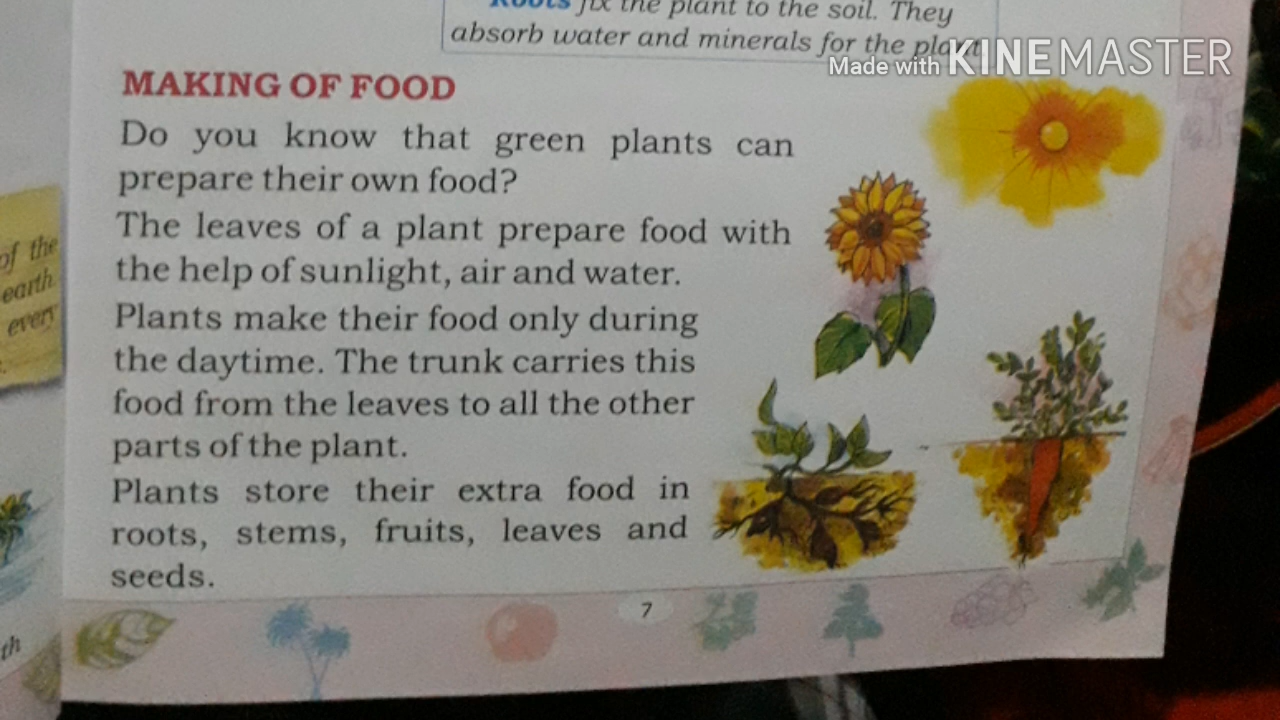 Roots fix the plant to the soil. They
absorb water and minerals for the plant
Made with KINEMASTER
MAKING OF FOOD
Do you know that green plants can
prepare their own food?
The leaves of a plant prepare food with
the help of sunlight, air and water.
Plants make their food only during
the daytime. The trunk carries this
food from the leaves to all the other
parts of the plant.
Plants store their extra food in
roots, stems, fruits, leaves and
seeds.
7
of the
earth
every
th